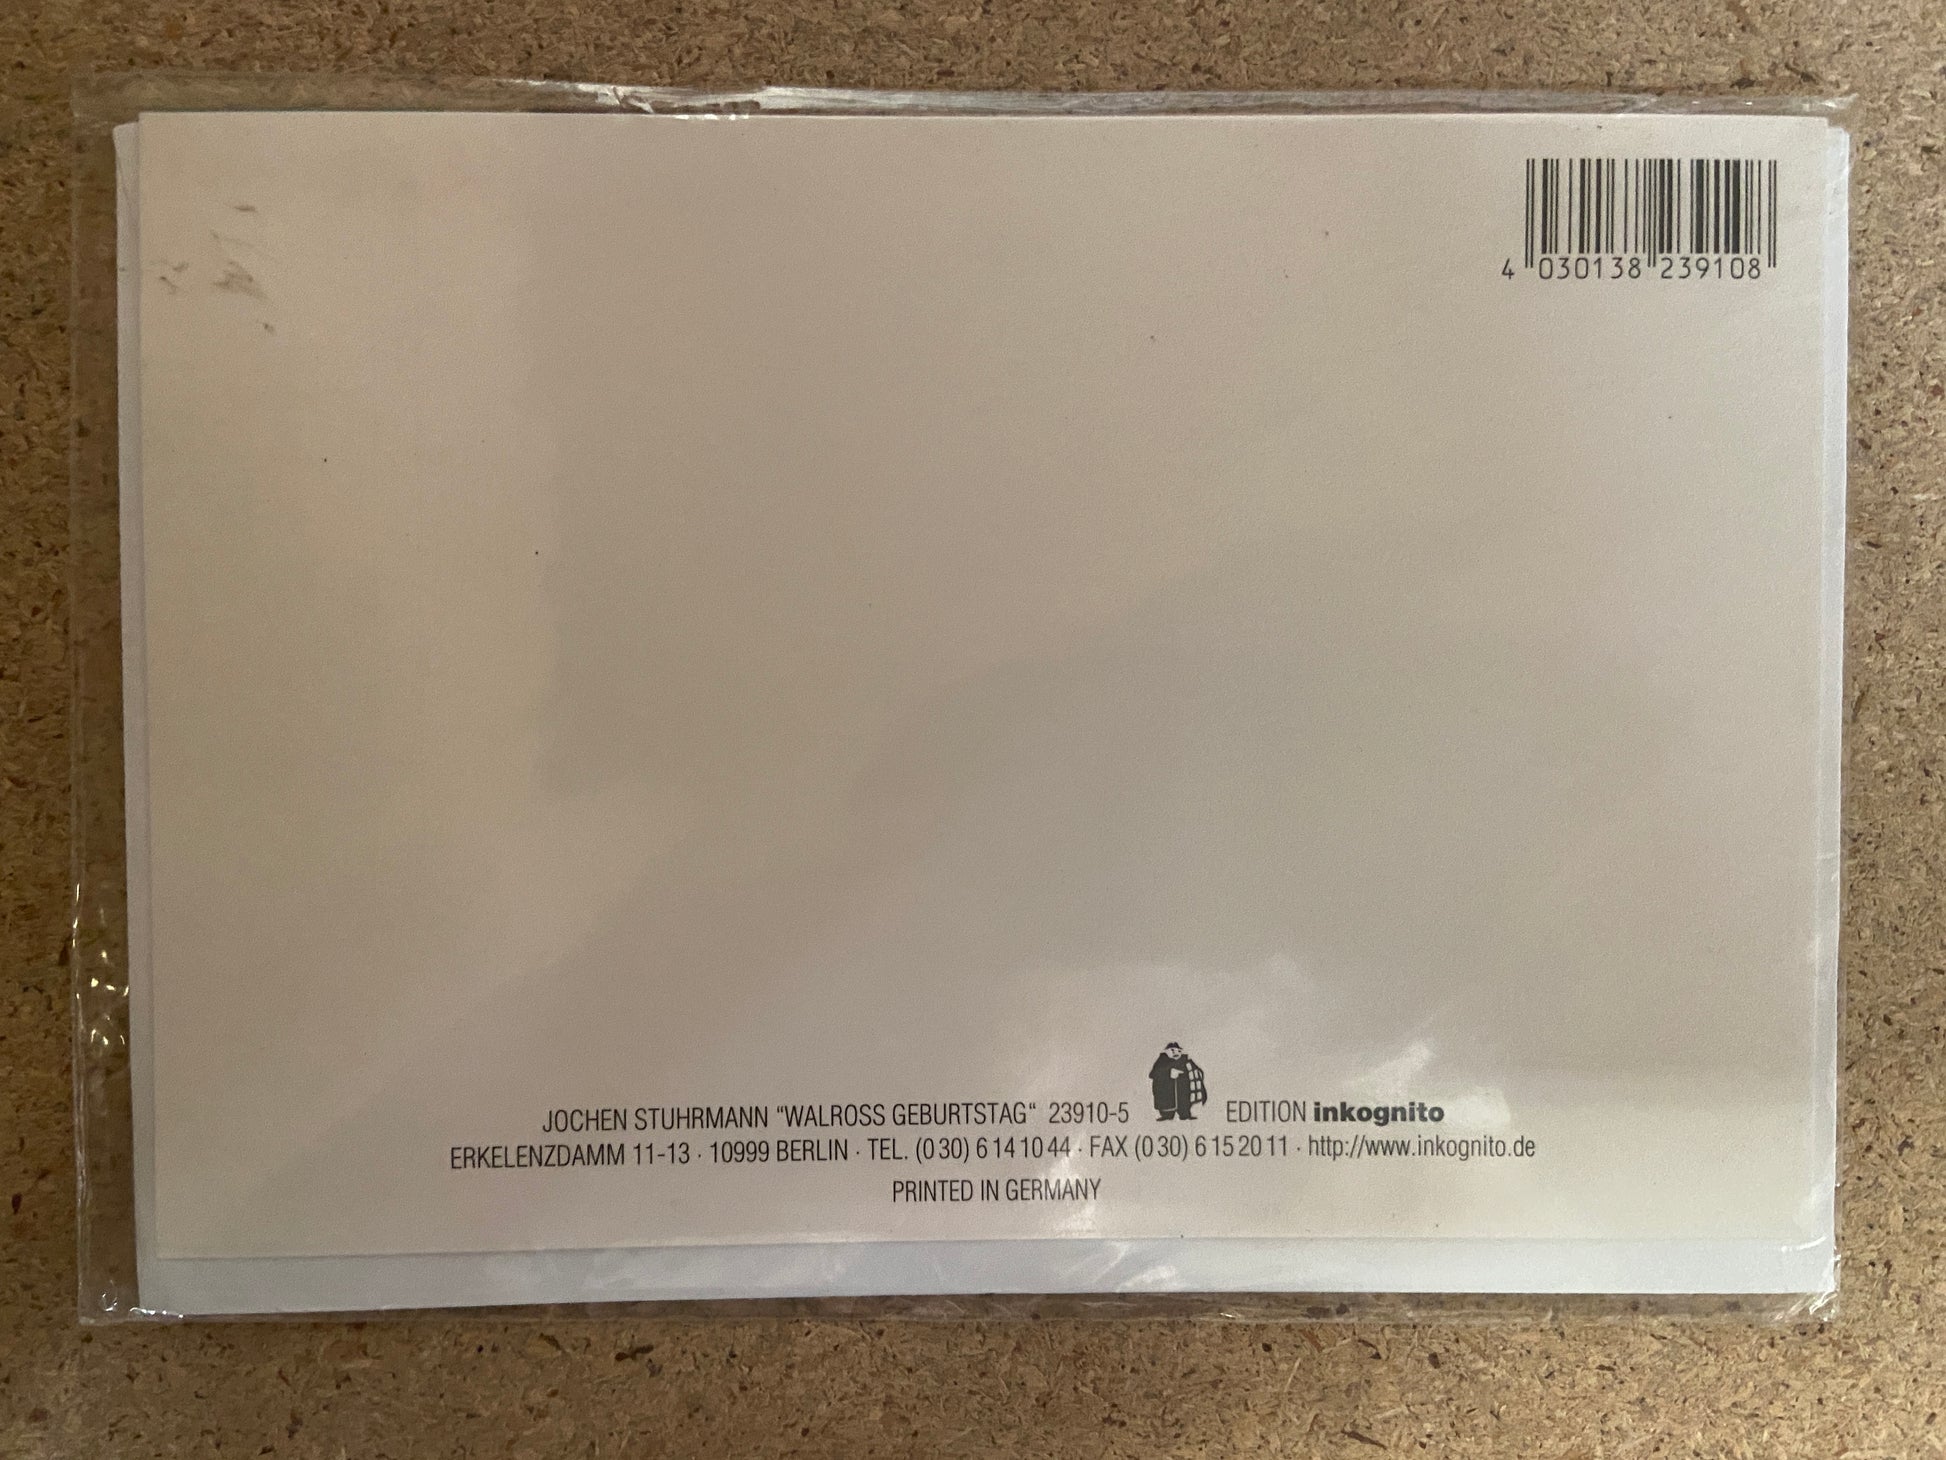 4 030138 239108
JOCHEN STUHRMANN "WALROSS GEBURTSTAG“ 23910-5 EDITION inkognito
ERKELENZDAMM 11-13 · 10999 BERLIN · TEL. (0 30) 6 14 10 44 · FAX (0 30) 6 15 20 11 · http://www.inkognito.de
PRINTED IN GERMANY